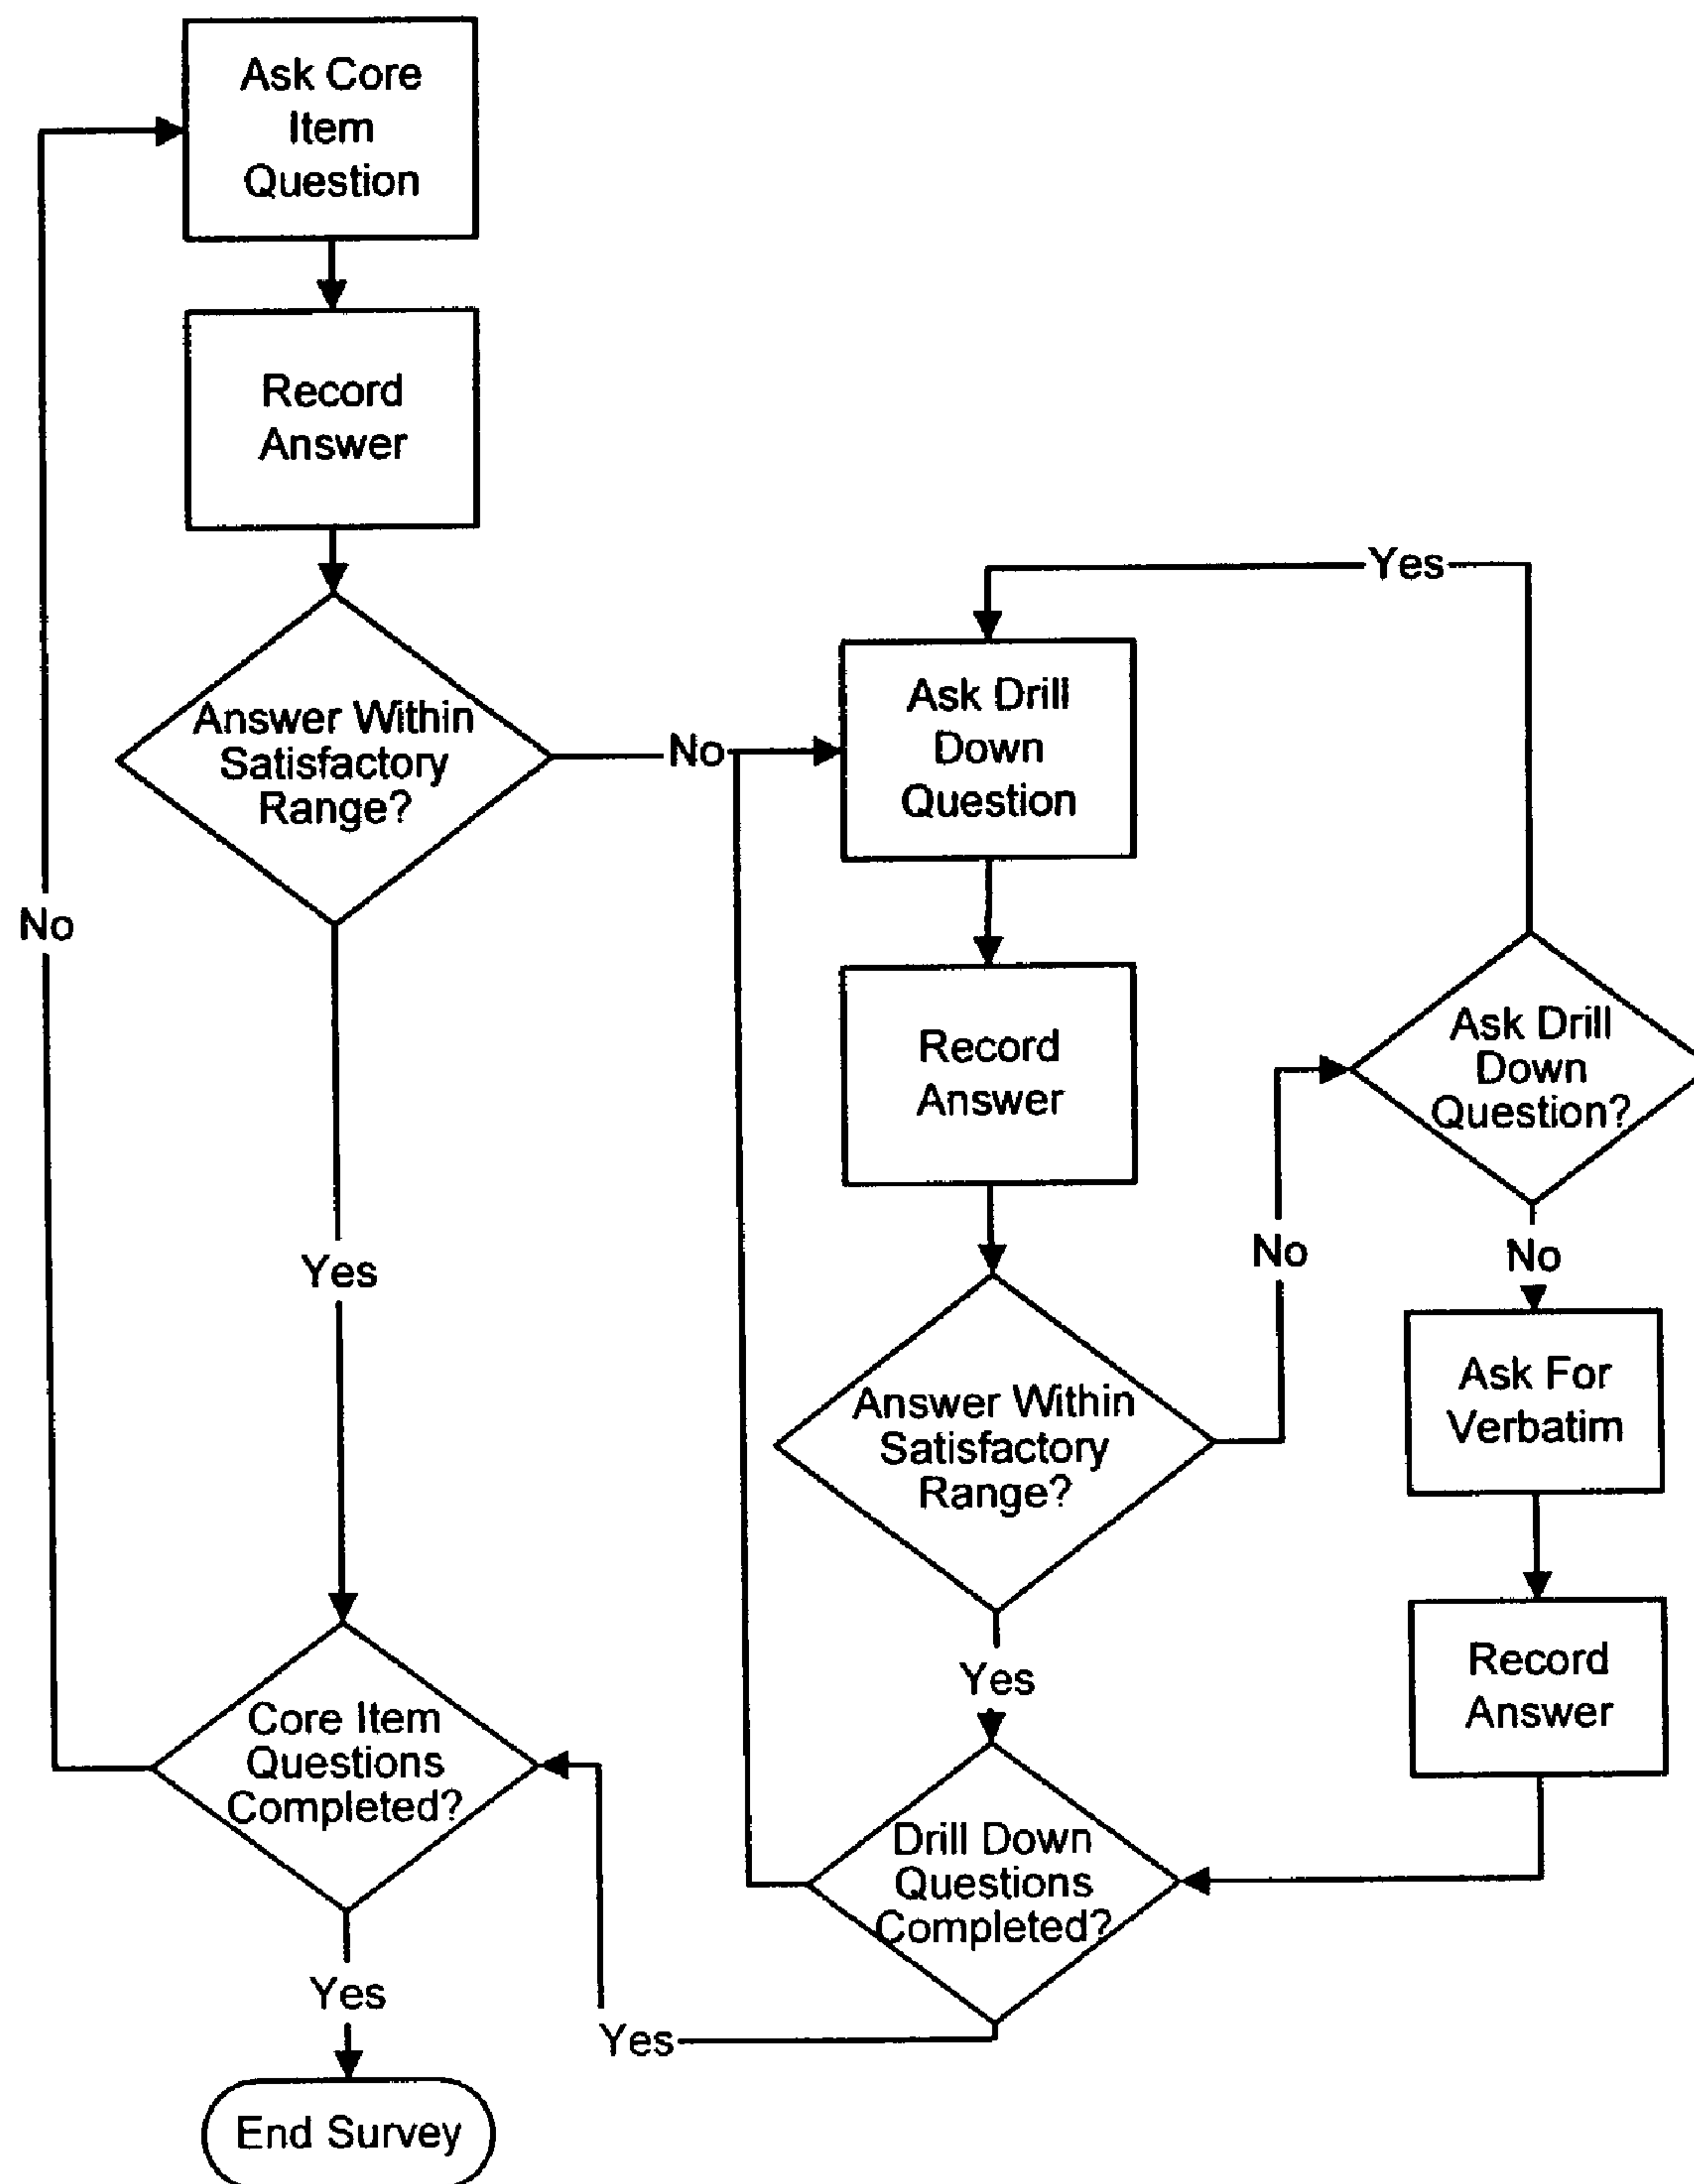 Ask Core
Item
Question
Record
Answer
Answer Within
Satisfactory
Range?
No
Yes
No
Core Item
Questions
Completed?
Yes
End Survey
Yes
Ask Drill
Down
Question
Record
Answer
Answer Within
Satisfactory
Range?
No
Yes
Drill Down
Questions
Completed?
Yes
Ask Drill
Down
Question?
No
Ask For
Verbatim
Record
Answer